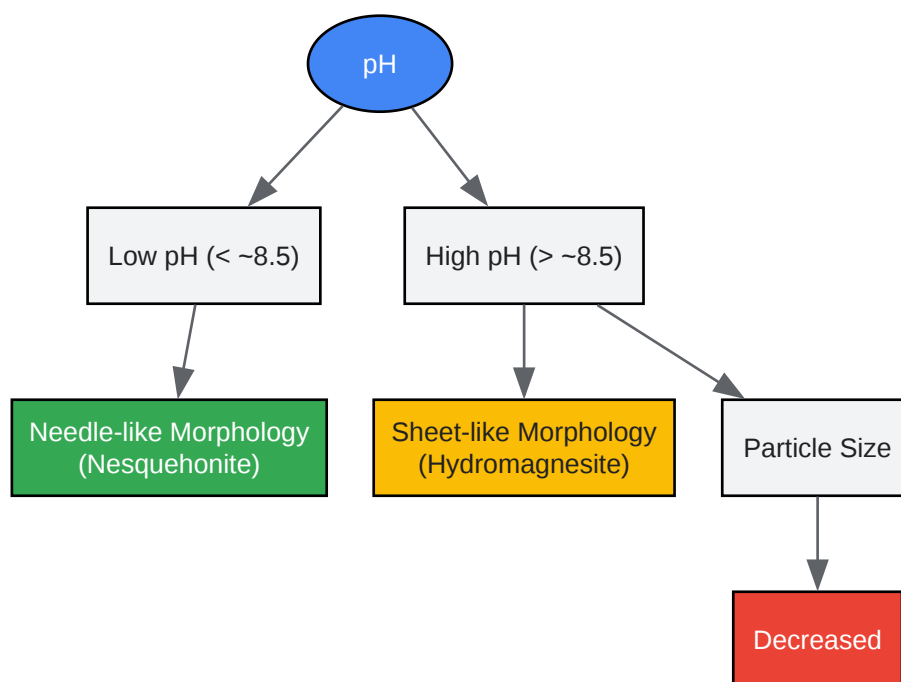 pH
Low pH (< ~8.5)
High pH (> ~8.5)
Needle-like Morphology
(Nesquehonite)
Sheet-like Morphology
(Hydromagnesite)
Particle Size
Decreased